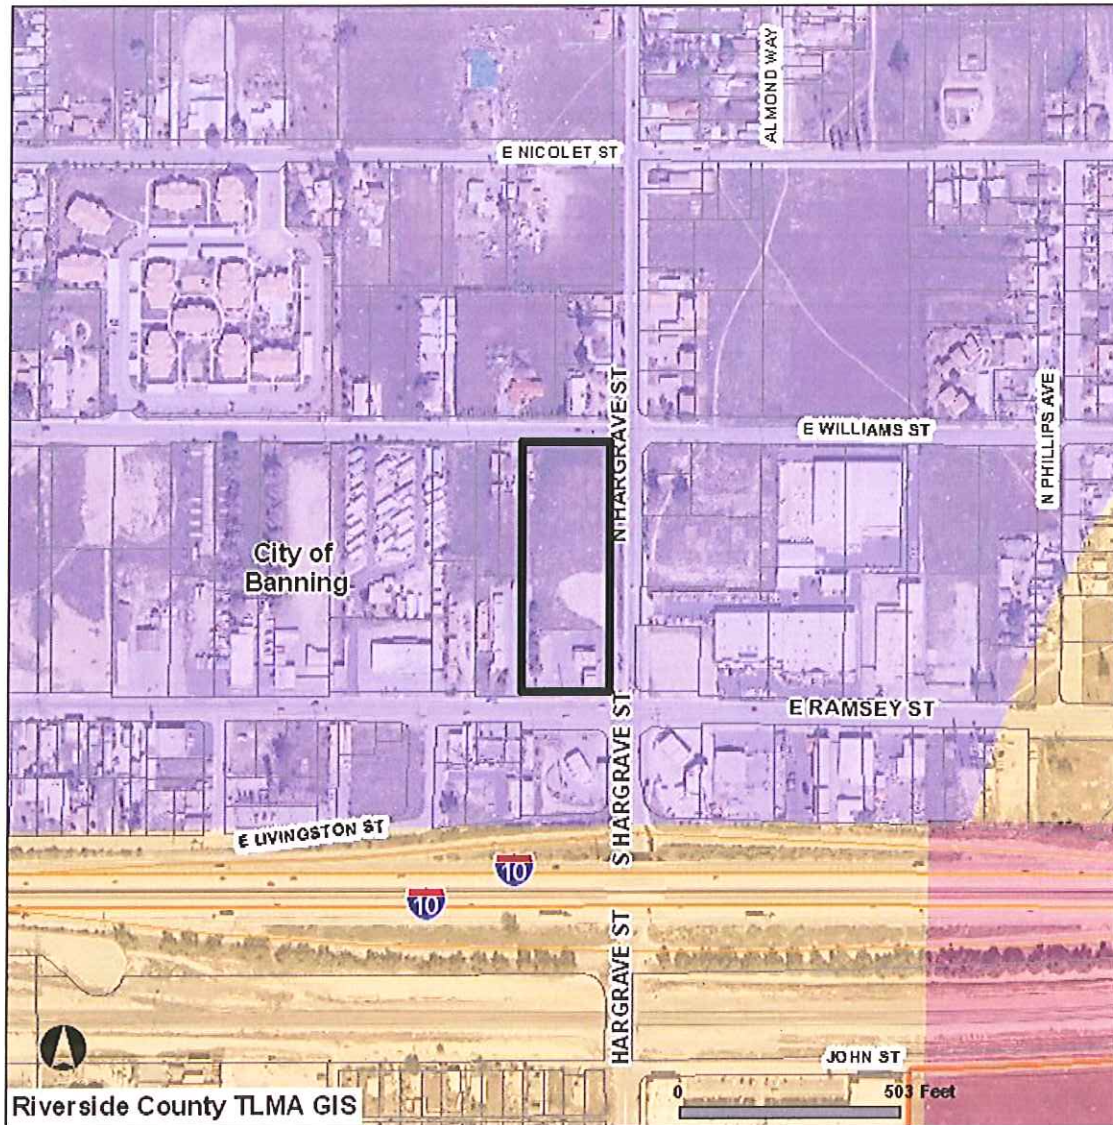 ALMOND WAY
E NICOLET ST
N HARGRAVE ST
E WILLIAMS ST
N PHILLIPS AVE
City of
Banning
E RAMSEY ST
S HARGRAVE ST
E LIVINGSTON ST
10
10
HARGRAVE ST
JOHN ST
0 503 Feet
Riverside County TLMA GIS